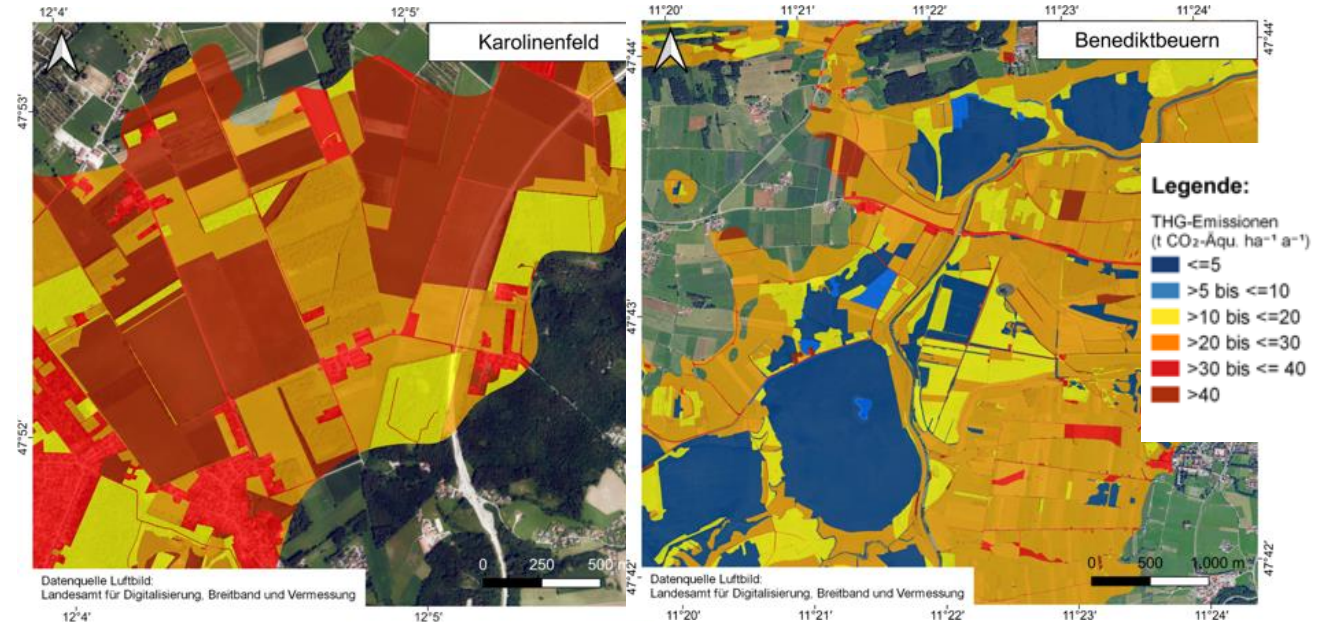 12°4' 12°5'
Karolinenfeld
47°53'
47°52'
0 250 500 m
Datenquelle Luftbild:
Landesamt für Digitalisierung, Breitband und Vermessung
12°4' 12°5'
11°20' 11°21' 11°22' 11°23' 11°24'
Benediktbeuern
47°44' 47°44'
47°43'
47°42' 47°42'
0 500 1.000 m
Datenquelle Luftbild:
Landesamt für Digitalisierung, Breitband und Vermessung
11°20' 11°21' 11°22' 11°23' 11°24'
Legende:
THG-Emissionen
(t CO₂-Äqu. ha⁻¹ a⁻¹)
<=5
>5 bis <=10
>10 bis <=20
>20 bis <=30
>30 bis <= 40
>40